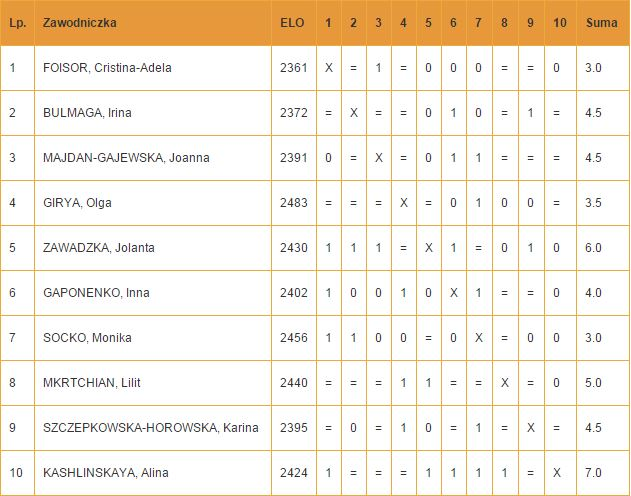 Lp. Zawodniczka ELO 1 2 3 4 5 6 7 8 9 10 Suma
1 FOISOR, Cristina-Adela 2361 X = 1 = 0 0 0 = = 0 3.0
2 BULMAGA, Irina 2372 = X = = 0 1 0 = 1 = 4.5
3 MAJDAN-GAJEWSKA, Joanna 2391 0 = X = 0 1 1 = = = 4.5
4 GIRYA, Olga 2483 = = = X = 0 1 0 0 = 3.5
5 ZAWADZKA, Jolanta 2430 1 1 1 = X 1 = 0 1 0 6.0
6 GAPONENKO, Inna 2402 1 0 0 1 0 X 1 = = 0 4.0
7 SOCKO, Monika 2456 1 1 0 0 = 0 X = 0 0 3.0
8 MKRTCHIAN, Lilit 2440 = = = 1 1 = = X = 0 5.0
9 SZCZEPKOWSKA-HOROWSKA, Karina 2395 = 0 = 1 0 = 1 = X = 4.5
10 KASHLINSKAYA, Alina 2424 1 = = = 1 1 1 1 = X 7.0